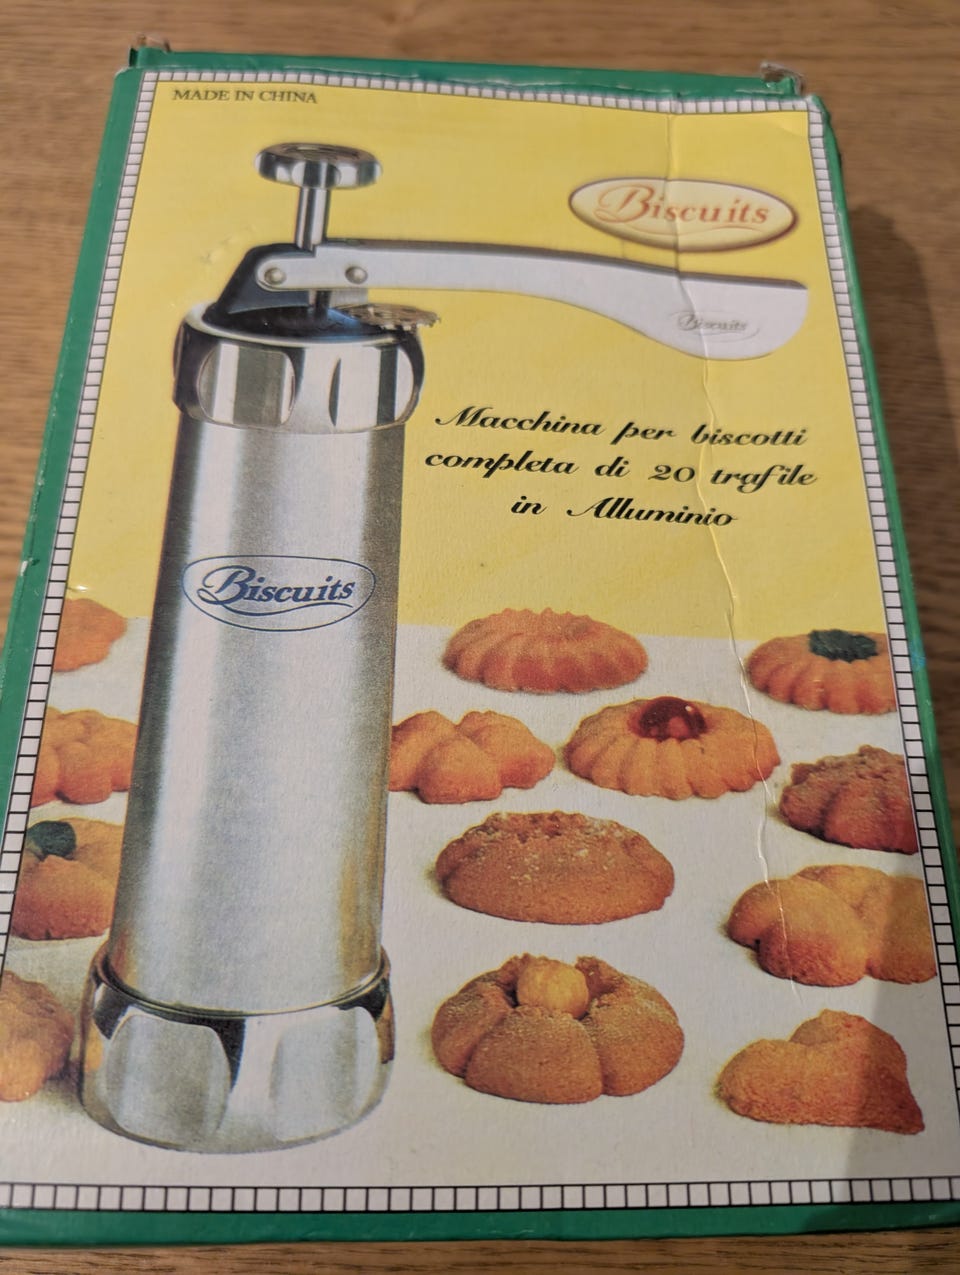 MADE IN CHINA
Biscuits
Biscuits
Macchina per biscotti
completa di 20 trafile
in Alluminio
Biscuits